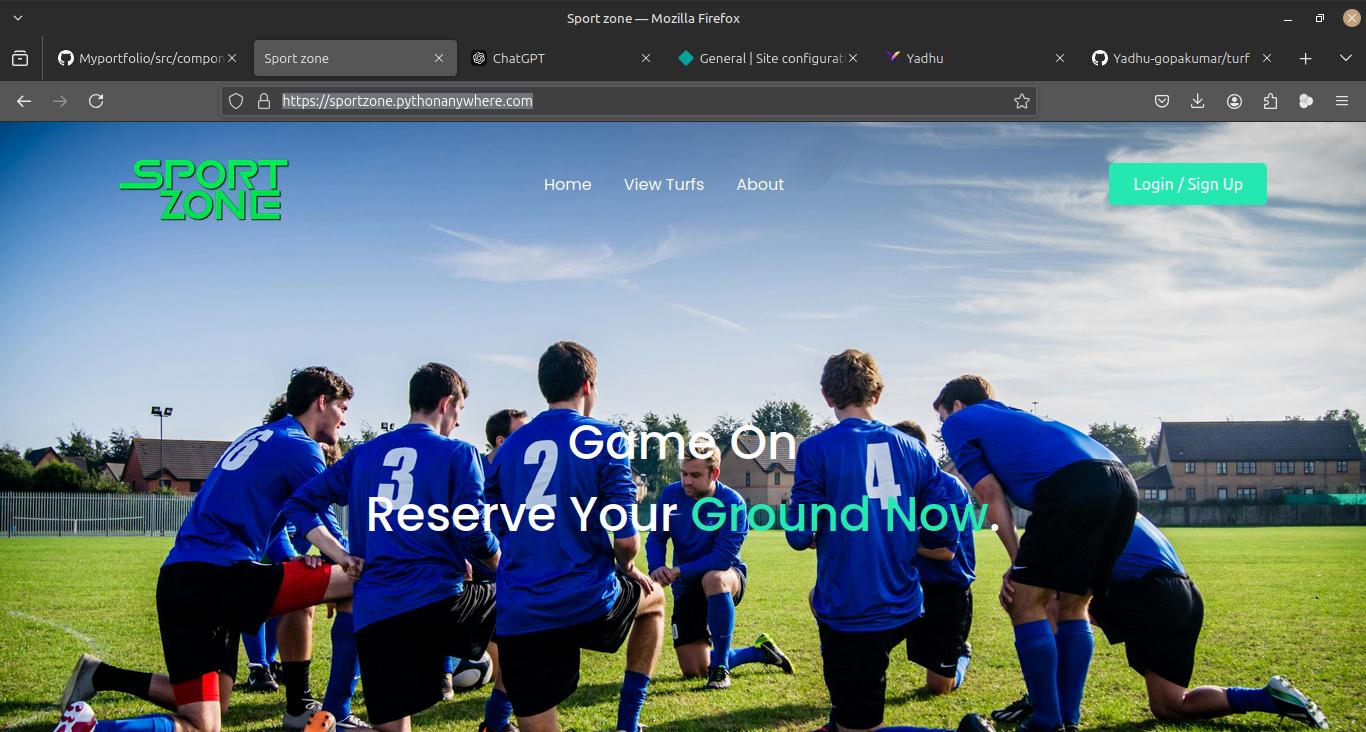 Sport zone — Mozilla Firefox
Myportfolio/src/compon
Sport zone
ChatGPT
General | Site configurati
Yadhu
Yadhu-gopakumar/turf
https://sportzone.pythonanywhere.com
SPORT
ZONE
Home
View Turfs
About
Login / Sign Up
Game On
Reserve Your Ground Now.
16
3
2
4